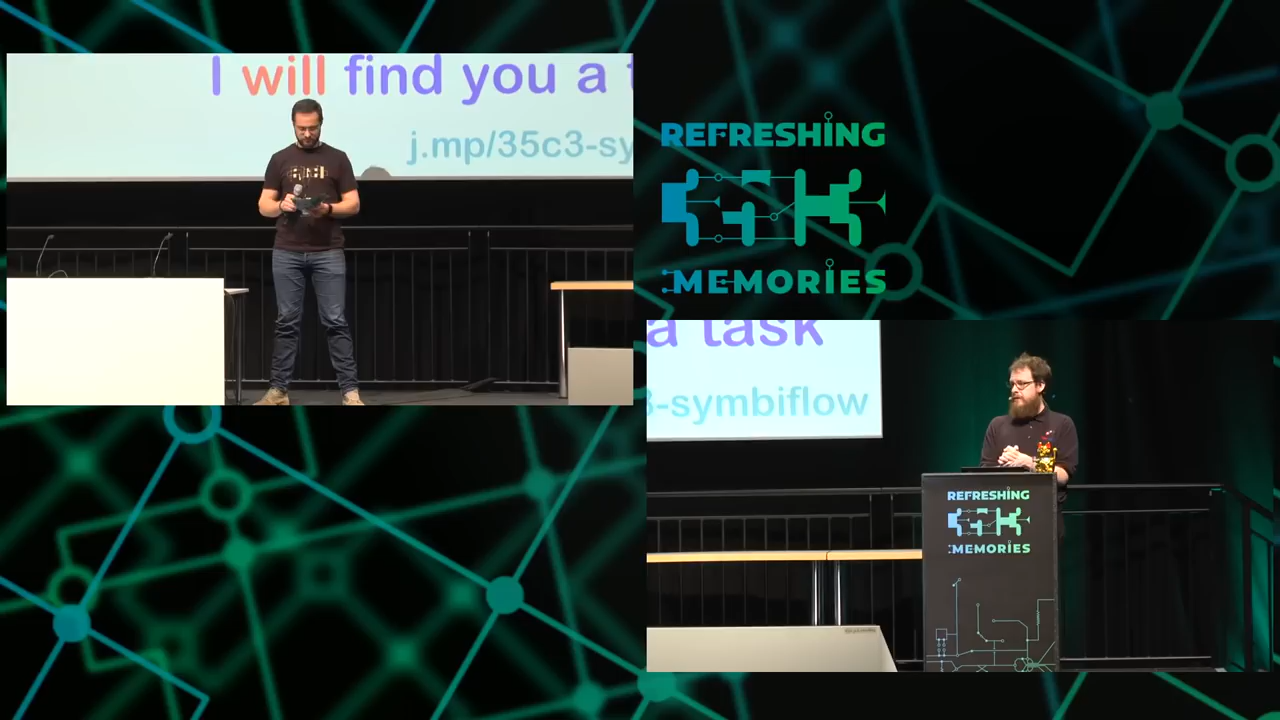 I will find you a t
j.mp/35c3-sy
REFRESHING
MEMORIES
a task
3-symbiflow
REFRESHING
MEMORIES